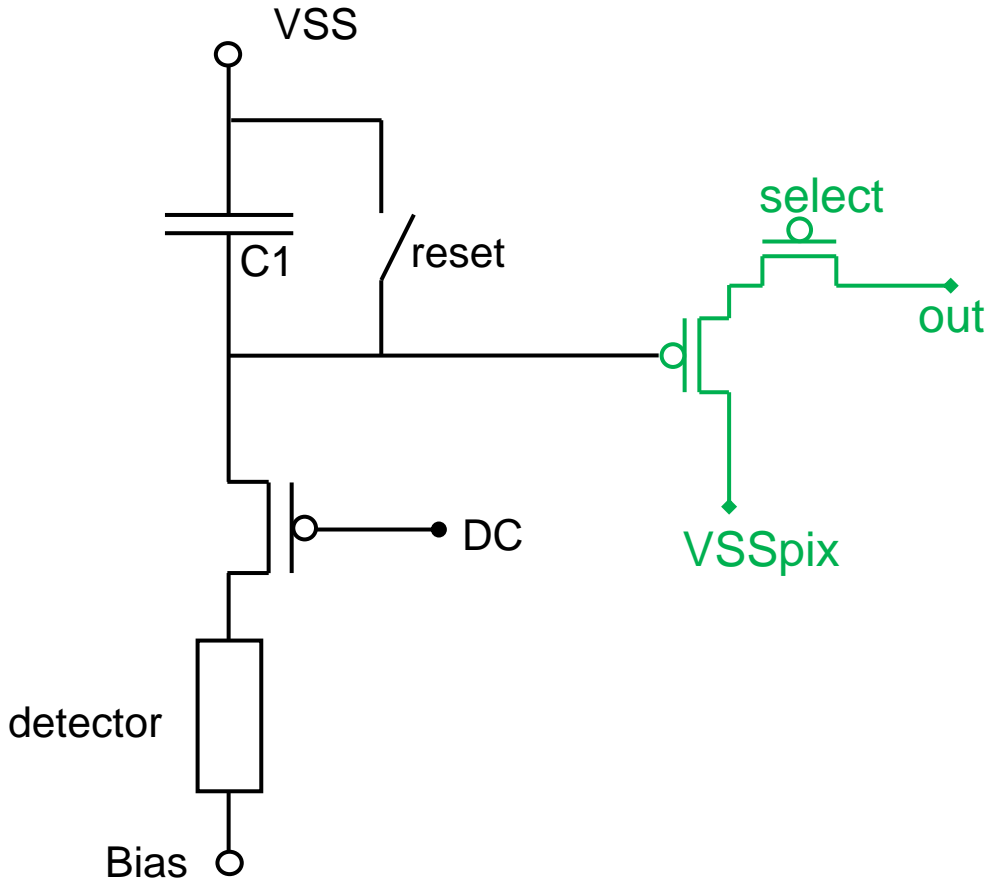 VSS
select
C1
reset
out
DC
VSSpix
detector
Bias